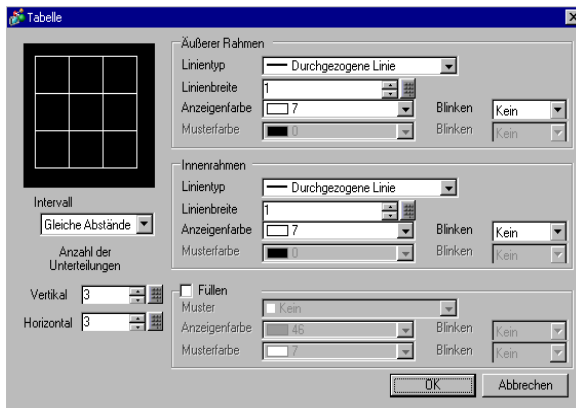 Tabelle
Äußerer Rahmen
Linientyp Durchgezogene Linie
Linienbreite 1
Anzeigenfarbe 7 Blinken Kein
Musterfarbe 0 Blinken Kein
Innenrahmen
Linientyp Durchgezogene Linie
Linienbreite 1
Anzeigenfarbe 7 Blinken Kein
Musterfarbe 0 Blinken Kein
Intervall
Gleiche Abstände
Anzahl der
Unterteilungen
Vertikal 3
Horizontal 3
Füllen
Muster Kein
Anzeigenfarbe 46 Blinken Kein
Musterfarbe 7 Blinken Kein
OK Abbrechen